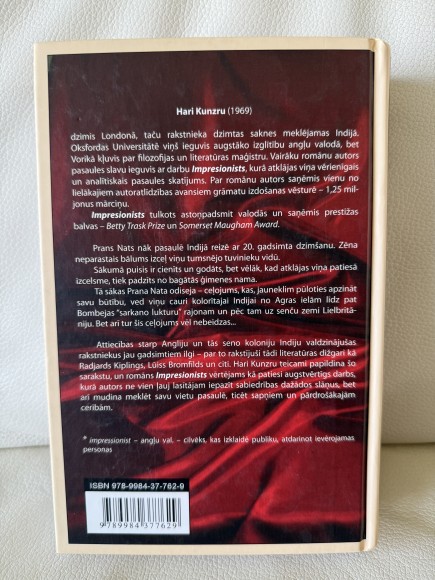 Hari Kunzru (1969)
dzimis Londonā, taču rakstnieka dzimtas saknes meklējamas Indijā,
Oksfordas Universitātē viņš ieguvis augstāko izglītību angļu valodā, bet
Vorikā kļuvis par filozofijas un literatūras maģistru. Vairāku romānu autors
pasaules slavu ieguvis ar darbu Impresionists, kurā atklājas viņa vērienīgais
un analītiskais pasaules skatījums. Par romānu autors saņēmis vienu no
lielākajiem autoratlīdzības avansiem grāmatu izdošanas vēsturē – 1,25 mil-
jonus mārciņu.
Impresionists tulkots astoņpadsmit valodās un saņēmis prestižas
balvas – Betty Trask Prize un Somerset Maugham Award.
Prans Nats nāk pasaulē Indijā reizē ar 20. gadsimta dzimšanu. Zēna
neparastais bālums izceļ viņu tumsnējo tuvinieku vidū.
Sākumā puisis ir cienīts un godāts, bet vēlāk, kad atklājas viņa patiesā
izcelsme, tiek padzīts no bagātās ģimenes nama.
Tā sākas Prana Nata odiseja – ceļojums, kas, jauneklim pūloties apzināt
savu būtību, ved viņu cauri kolorītajai Indijai no Agras ielām līdz pat
Bombejas "sarkano lukturu" rajonam un pēc tam uz senču zemi Lielbritā-
niju. Bet arī tur šis ceļojums vēl nebeidzas...
Attiecības starp Angliju un tās seno koloniju Indiju valdzinājušas
rakstniekus jau gadsimtiem ilgi – par to rakstījuši tādi literatūras dižgari kā
Radjards Kiplings, Lūiss Bromfilds un citi. Hari Kunzru teicami papildina šo
sarakstu, un romāns Impresionists vērtējams kā patiesi augstvērtīgs darbs,
kurā autors ne vien ļauj lasītājam iepazīt sabiedrības dažādos slāņus, bet
arī mudina meklēt savu vietu pasaulē, ticēt sapņiem un pārdrošākajām
cerībām.
* impressionist – angļu val. – cilvēks, kas izklaidē publiku, atdarinot ievērojamas
personas
ISBN 978-9984-37-762-9
9789984377629